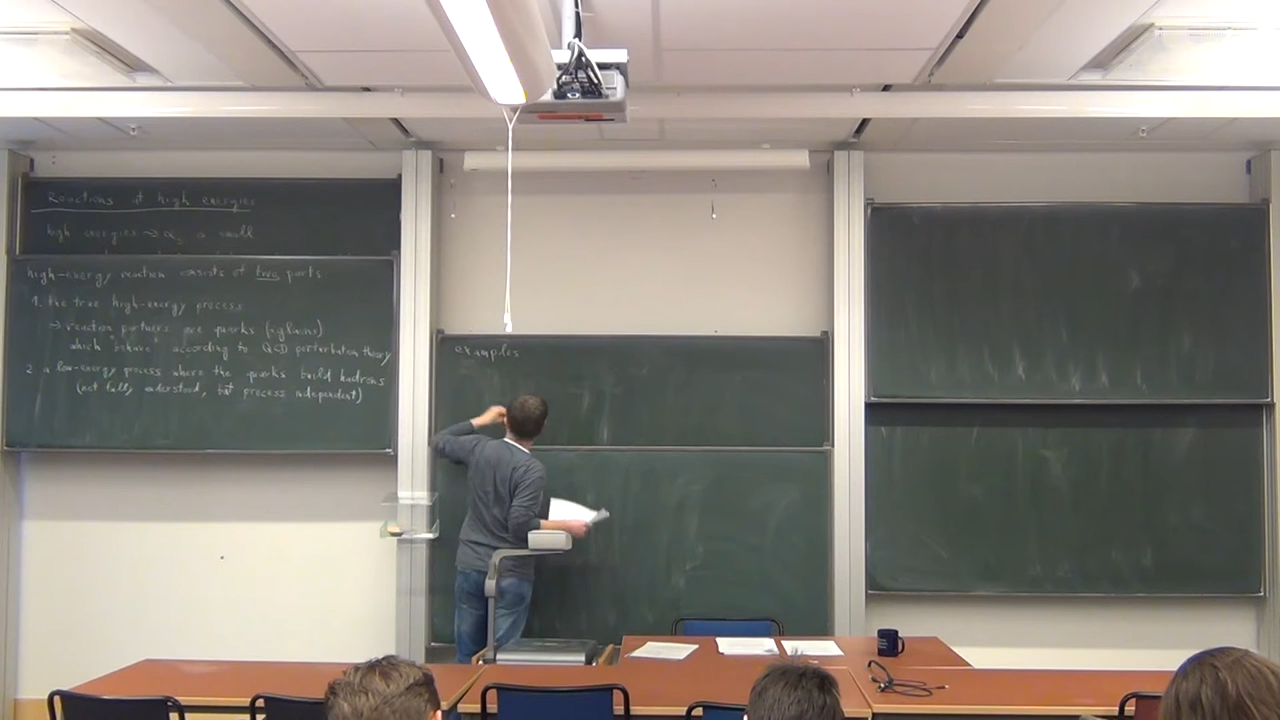 Reactions at high energies
high energies ⇝ αs is small
high-energy reaction consists of two parts
1. the true high-energy process
→ reaction partners are quarks (+gluons)
which "behave" according to QCD perturbation theory
2. a low-energy process where the quarks build hadrons
(not fully understood, but process independent)
examples